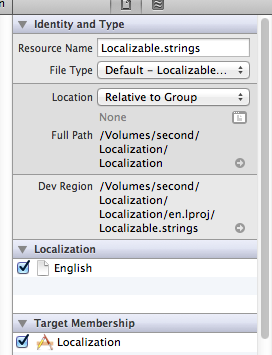 Identity and Type
Resource Name Localizable.strings
File Type Default - Localizable...
Location Relative to Group
None
Full Path /Volumes/second/
Localization/
Localization
Dev Region /Volumes/second/
Localization/
Localization/en.lproj/
Localizable.strings
Localization
English
Target Membership
Localization